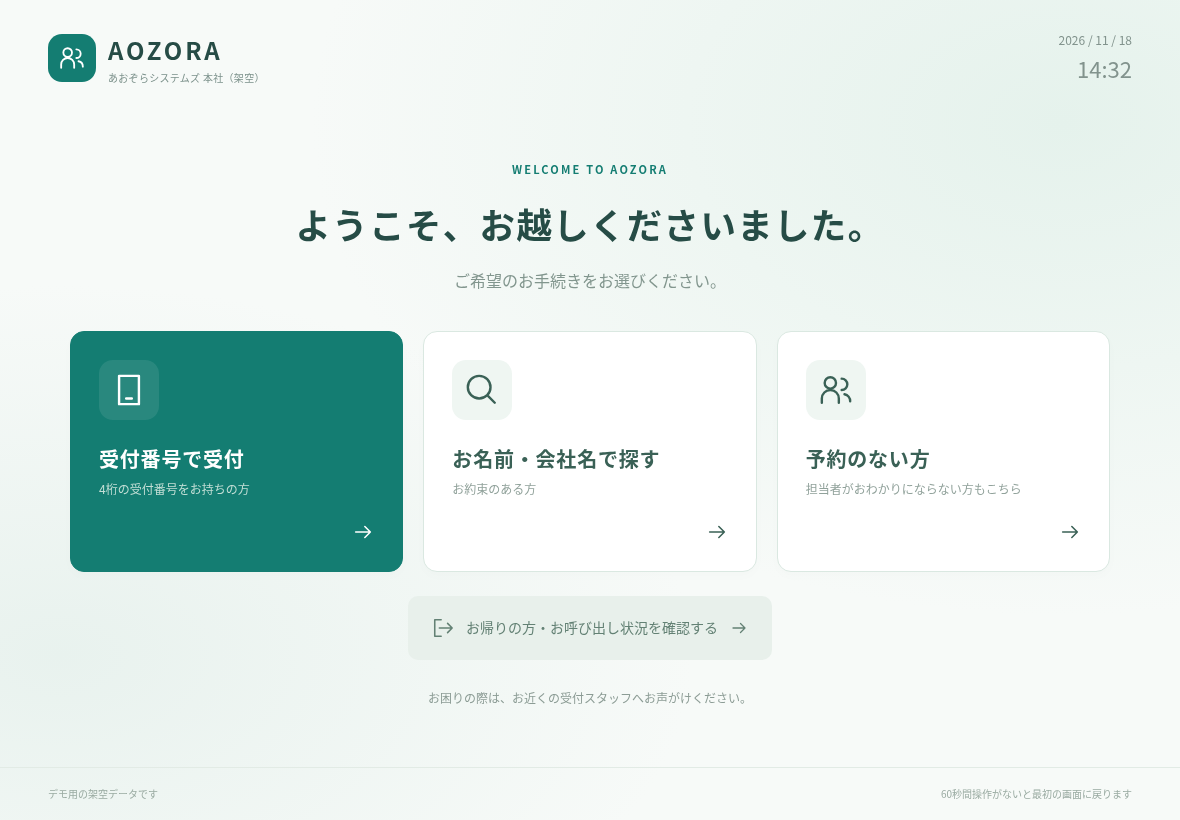 AOZORA
あおぞらシステムズ 本社（架空）
2026 / 11 / 18
14:32
WELCOME TO AOZORA
ようこそ、お越しくださいました。
ご希望のお手続きをお選びください。
受付番号で受付
4桁の受付番号をお持ちの方
お名前・会社名で探す
お約束のある方
予約のない方
担当者がおわかりにならない方もこちら
お帰りの方・お呼び出し状況を確認する
お困りの際は、お近くの受付スタッフへお声がけください。
デモ用の架空データです
60秒間操作がないと最初の画面に戻ります